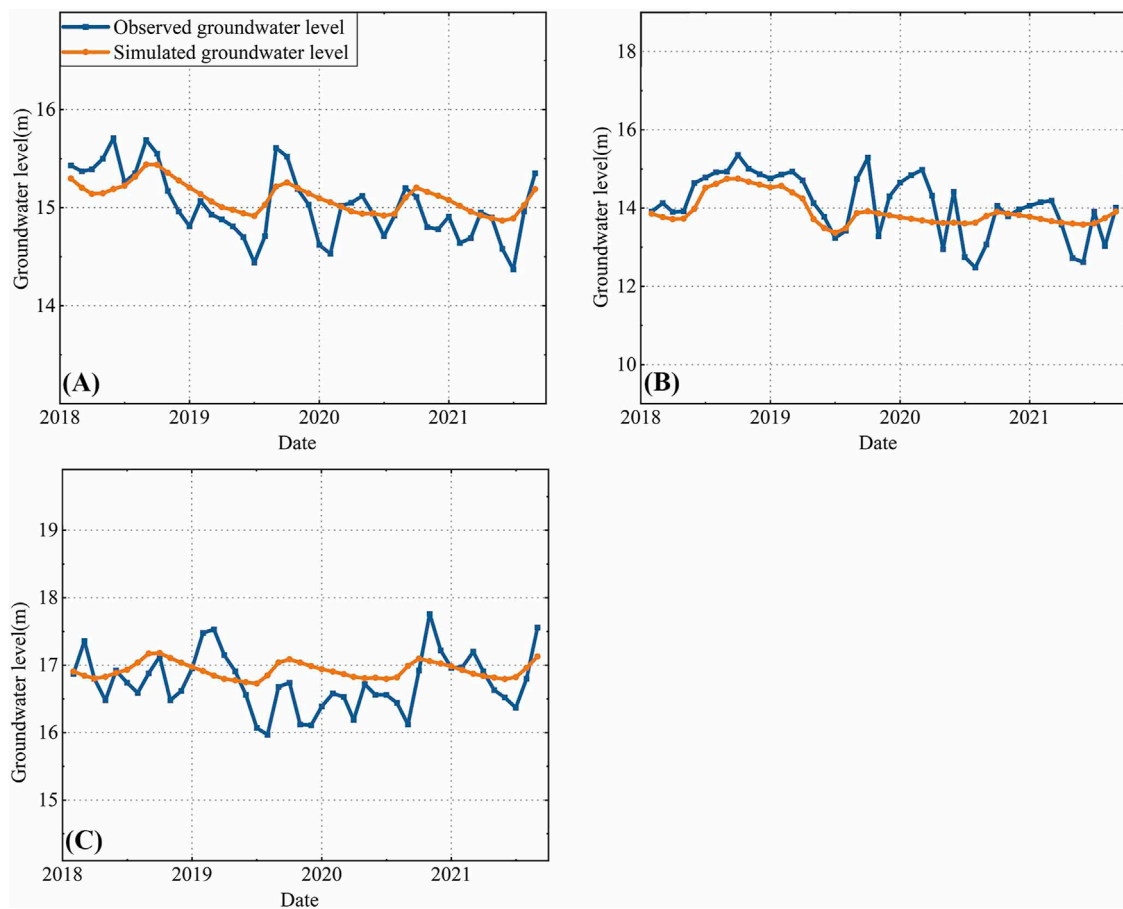 Observed groundwater level
Simulated groundwater level
Groundwater level(m)
16
15
14
(A)
2018 2019 2020 2021
Date
Groundwater level(m)
18
16
14
12
10
(B)
2018 2019 2020 2021
Date
Groundwater level(m)
19
18
17
16
15
(C)
2018 2019 2020 2021
Date